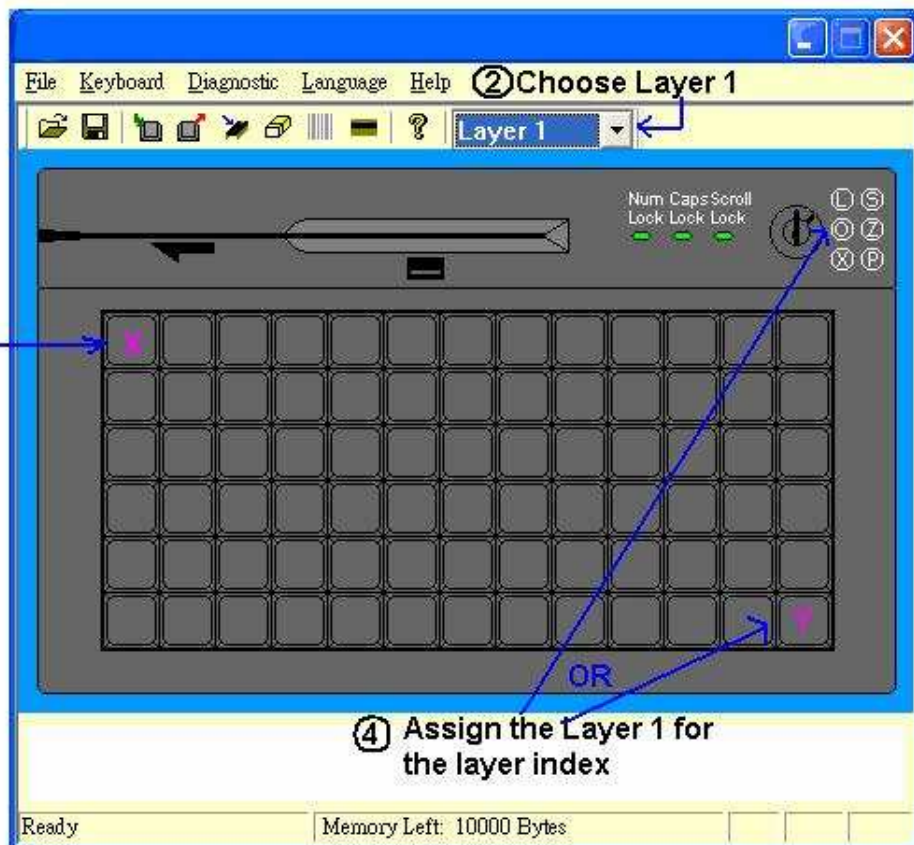 File Keyboard Diagnostic Language Help ②Choose Layer 1
Layer 1
Num Caps Scroll
Lock Lock Lock
L S
O Z
X P
X
Y
OR
④ Assign the Layer 1 for
the layer index
Ready Memory Left: 10000 Bytes